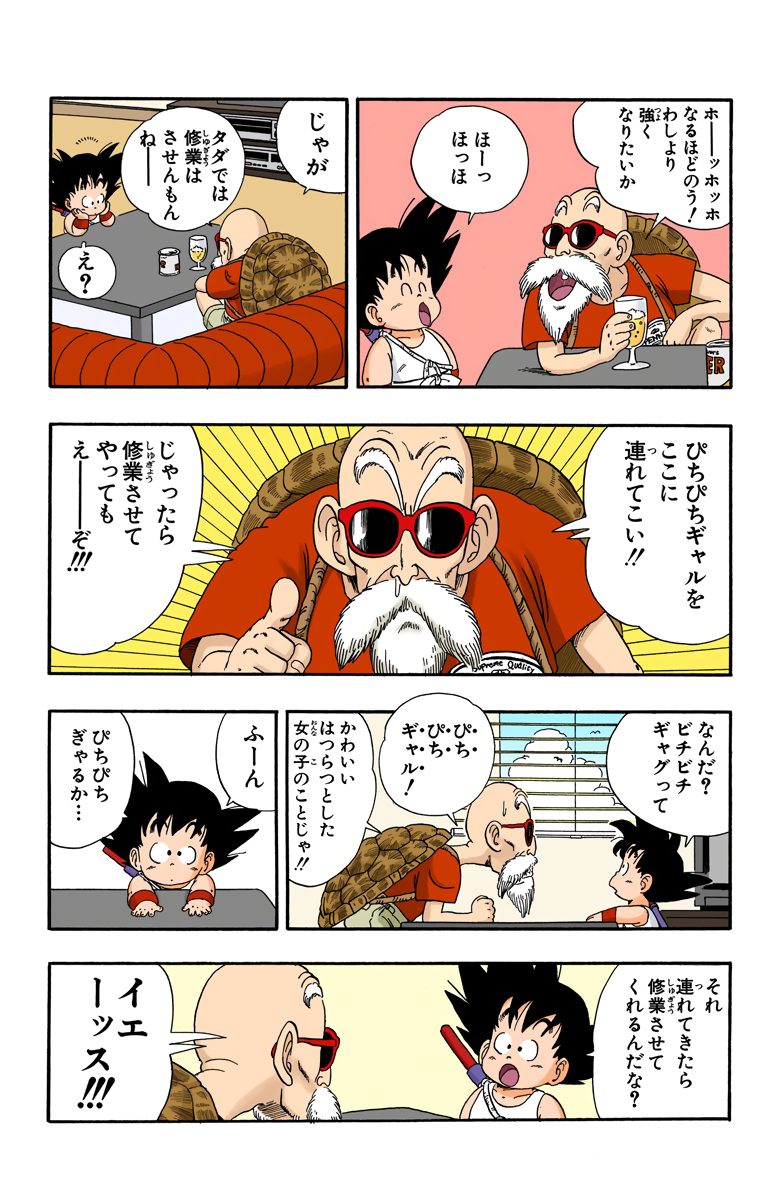 ホーーッホッホ
なるほどのう!
わしより
強く
なりたいか
ほーっ
ほっほ
じゃが
タダでは
修業は
させんもん
ねーー
え?
ぴちぴちギャルを
ここに
連れてこい!!
じゃったら
修業させて
やっても
えーーぞ!!!
Supreme Quality
なんだ?
ビチビチ
ギャグって
ぴ・ち・
ぴ・ち・
ギャル・!
かわいい
はつらつとした
女の子のことじゃ!!
ふーん
ぴちぴち
ぎゃるか…
それ
連れてきたら
修業させて
くれるんだな?
イエ
ーッス!!!